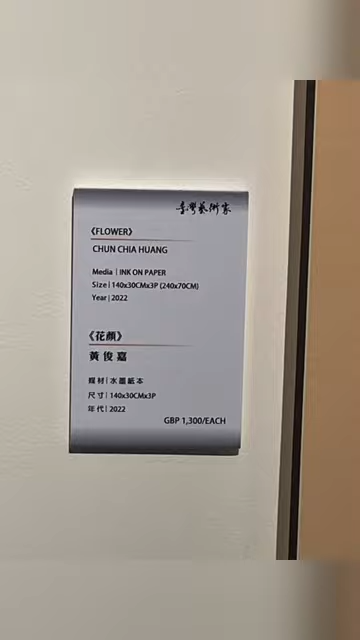 臺灣藝術家
《FLOWER》
CHUN CHIA HUANG
Media | INK ON PAPER
Size | 140x30CMx3P (240x70CM)
Year | 2022
《花顏》
黃俊嘉
媒材 | 水墨紙本
尺寸 | 140x30CMx3P
年代 | 2022
GBP 1,300/EACH